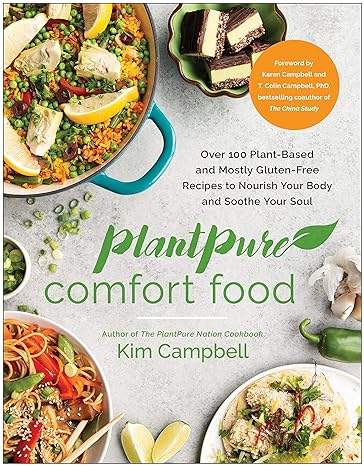 Foreword by
Karen Campbell and
T. Colin Campbell, PhD,
bestselling coauthor of
The China Study
Over 100 Plant-Based
and Mostly Gluten-Free
Recipes to Nourish Your Body
and Soothe Your Soul
plantpure
comfort food
Author of The PlantPure Nation Cookbook
Kim Campbell